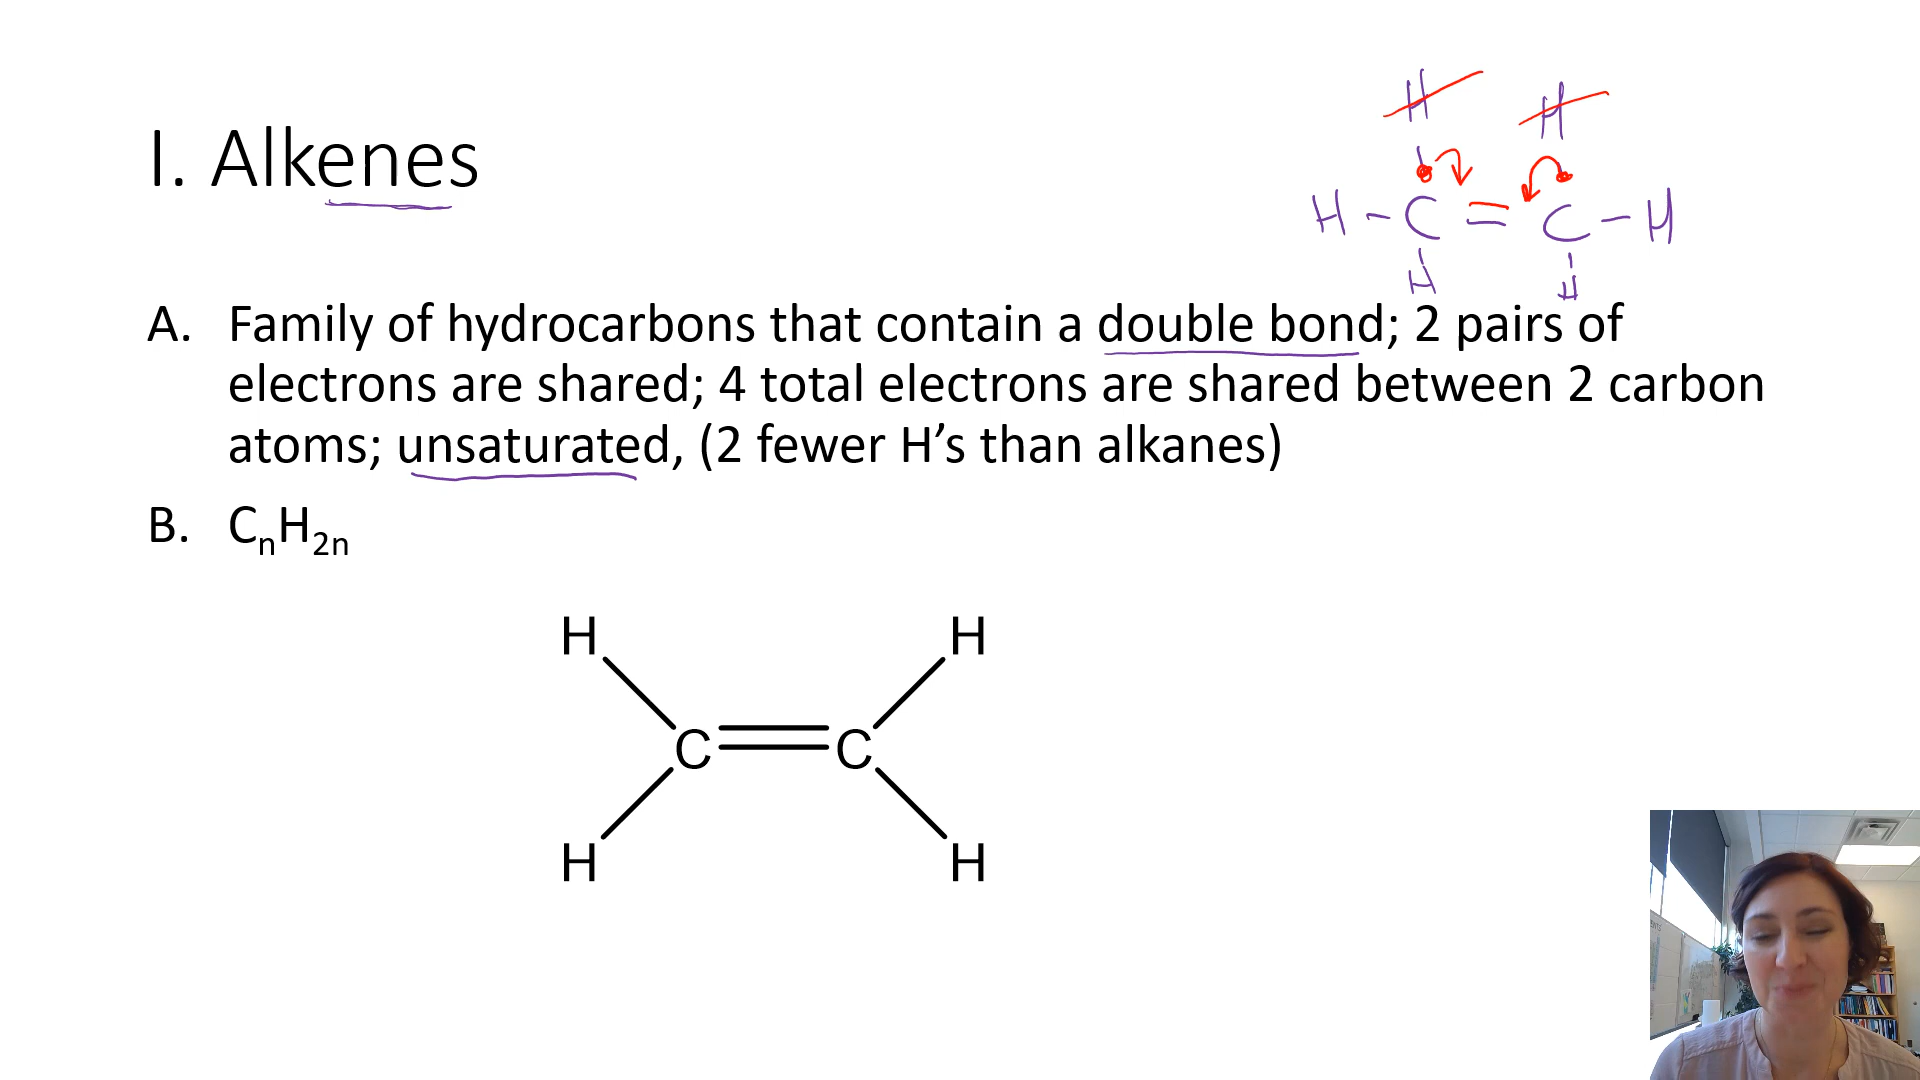 I. Alkenes
H H
H - C = C - H
H H
A. Family of hydrocarbons that contain a double bond; 2 pairs of
electrons are shared; 4 total electrons are shared between 2 carbon
atoms; unsaturated, (2 fewer H’s than alkanes)
B. CₙH₂ₙ
H H
C C
H H